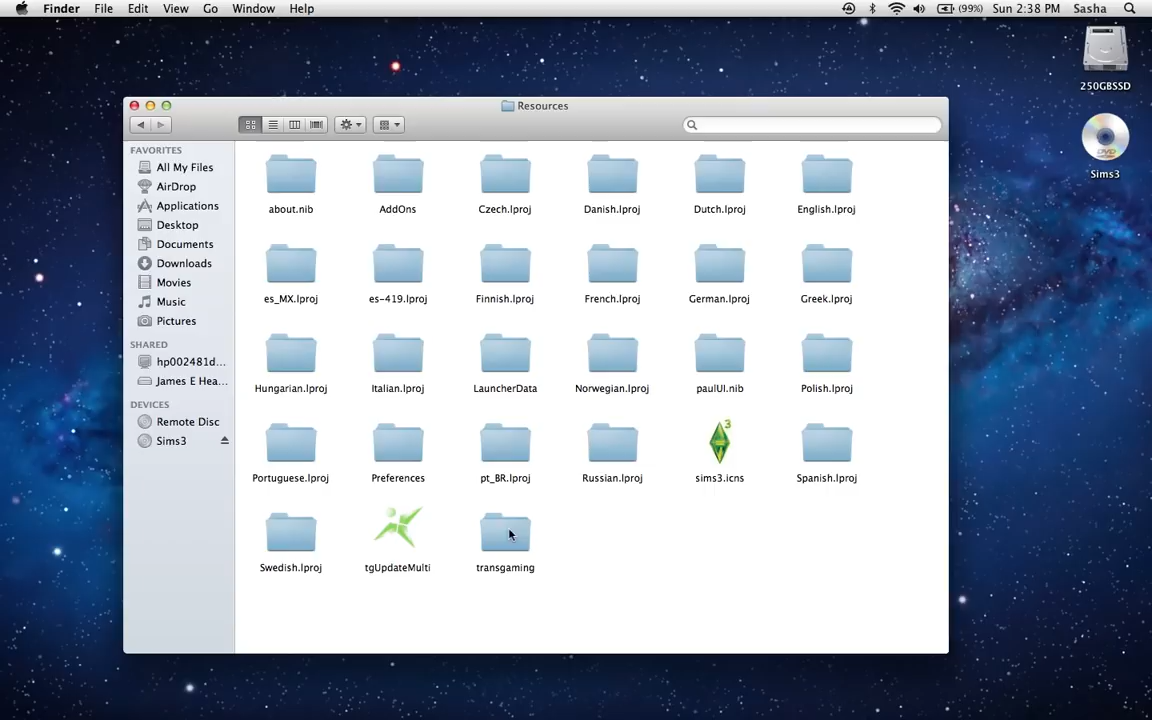 Finder File Edit View Go Window Help (99%) Sun 2:38 PM Sasha
250GBSSD
DVD
Sims3
Resources
FAVORITES
All My Files
AirDrop
Applications
Desktop
Documents
Downloads
Movies
Music
Pictures
SHARED
hp002481d...
James E Hea...
DEVICES
Remote Disc
Sims3
about.nib AddOns Czech.lproj Danish.lproj Dutch.lproj English.lproj
es_MX.lproj es-419.lproj Finnish.lproj French.lproj German.lproj Greek.lproj
Hungarian.lproj Italian.lproj LauncherData Norwegian.lproj paulUI.nib Polish.lproj
3
Portuguese.lproj Preferences pt_BR.lproj Russian.lproj sims3.icns Spanish.lproj
Swedish.lproj tgUpdateMulti transgaming